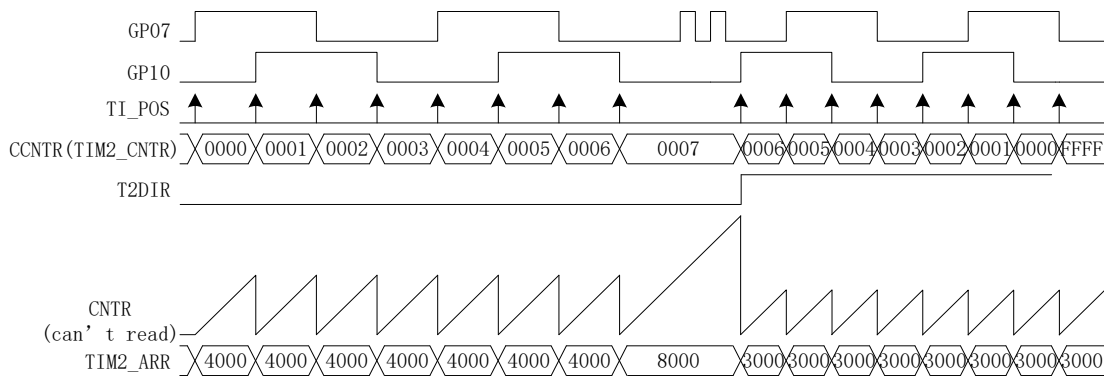 GP07
GP10
TI_POS
CCNTR(TIM2_CNTR) 0000 0001 0002 0003 0004 0005 0006 0007 0006 0005 0004 0003 0002 0001 0000 FFFF
T2DIR
CNTR
(can't read)
TIM2_ARR 4000 4000 4000 4000 4000 4000 4000 8000 3000 3000 3000 3000 3000 3000 3000 3000